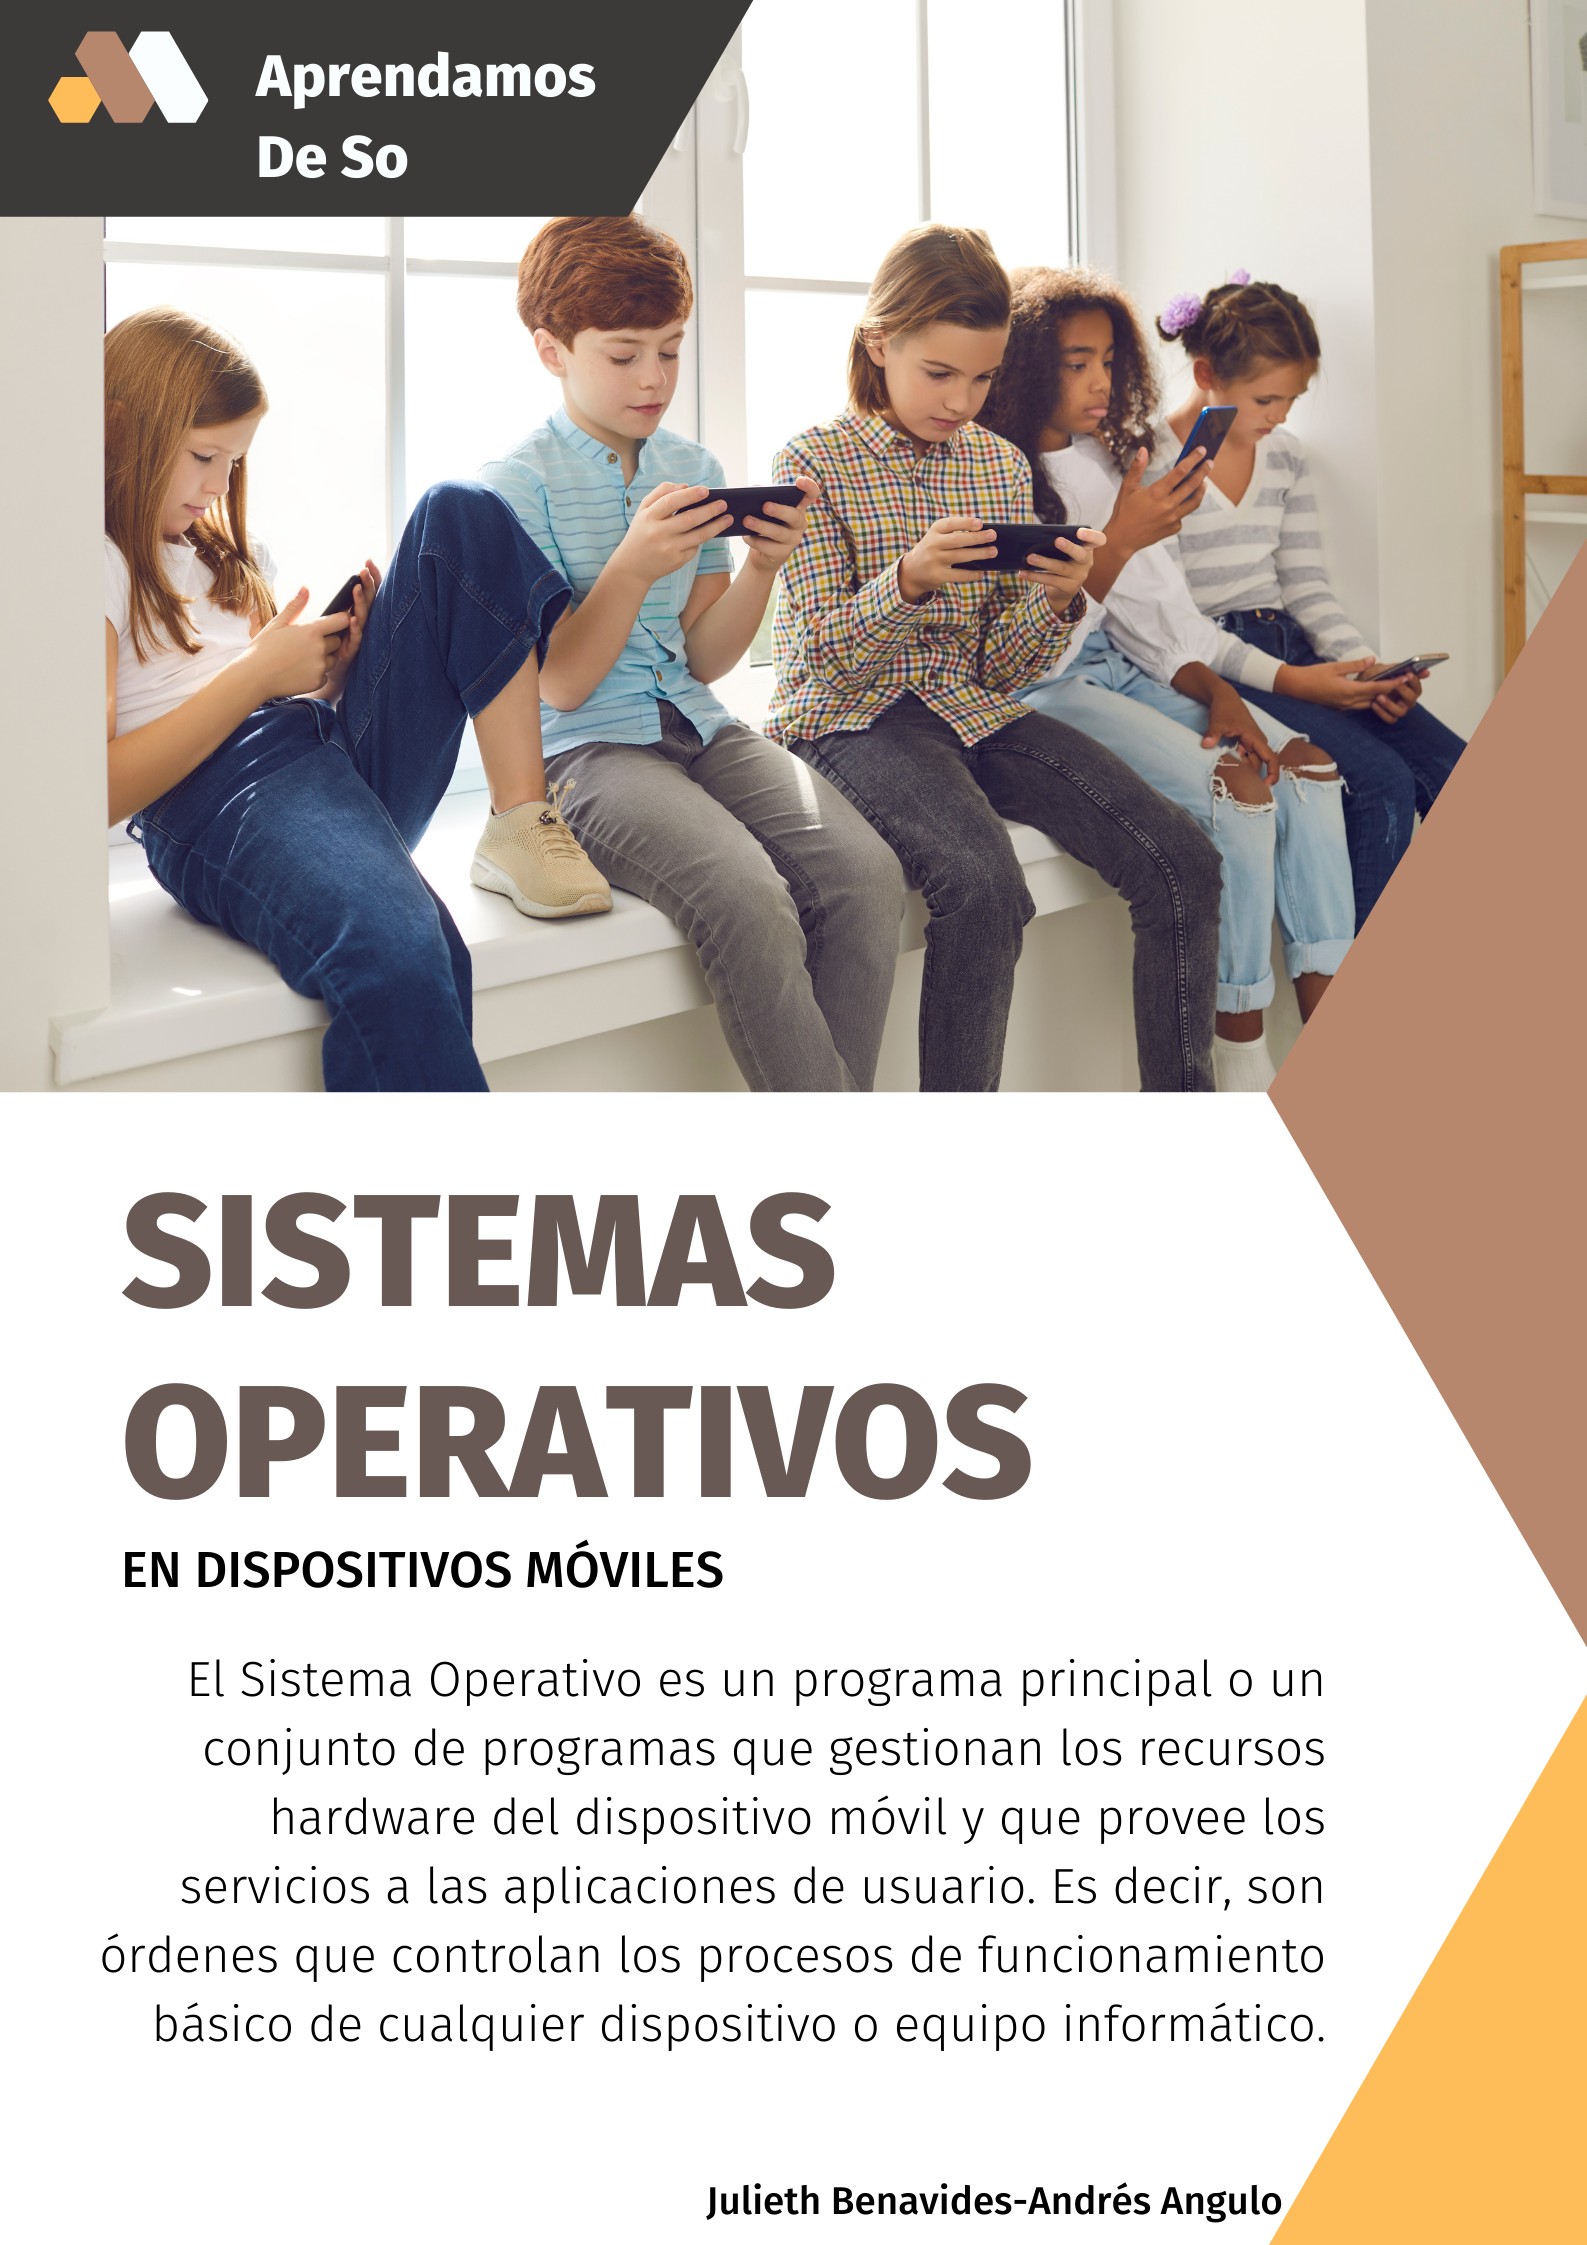 Aprendamos
De So
SISTEMAS
OPERATIVOS
EN DISPOSITIVOS MÓVILES
El Sistema Operativo es un programa principal o un
conjunto de programas que gestionan los recursos
hardware del dispositivo móvil y que provee los
servicios a las aplicaciones de usuario. Es decir, son
órdenes que controlan los procesos de funcionamiento
básico de cualquier dispositivo o equipo informático.
Julieth Benavides-Andrés Angulo